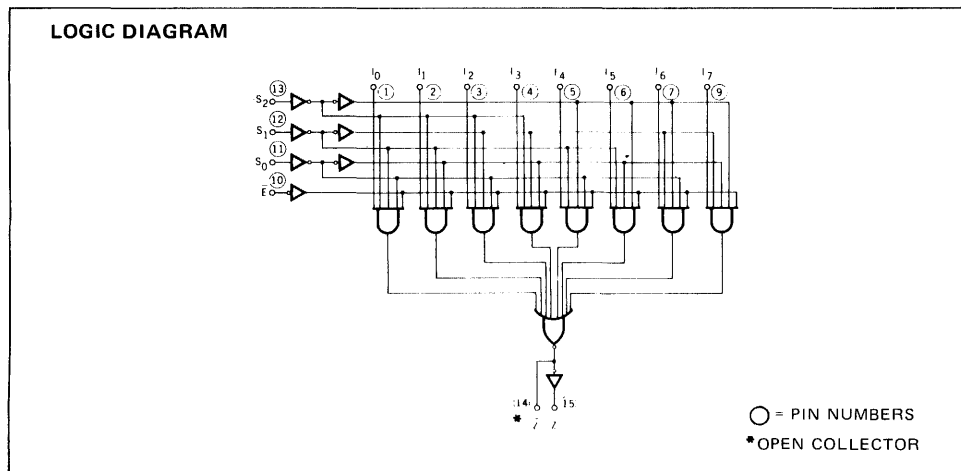 LOGIC DIAGRAM
I0 I1 I2 I3 I4 I5 I6 I7
1 2 3 4 5 6 7 9
13
S2
12
S1
11
S0
10
E
(14) 15)
* Z Z
○ = PIN NUMBERS
*OPEN COLLECTOR